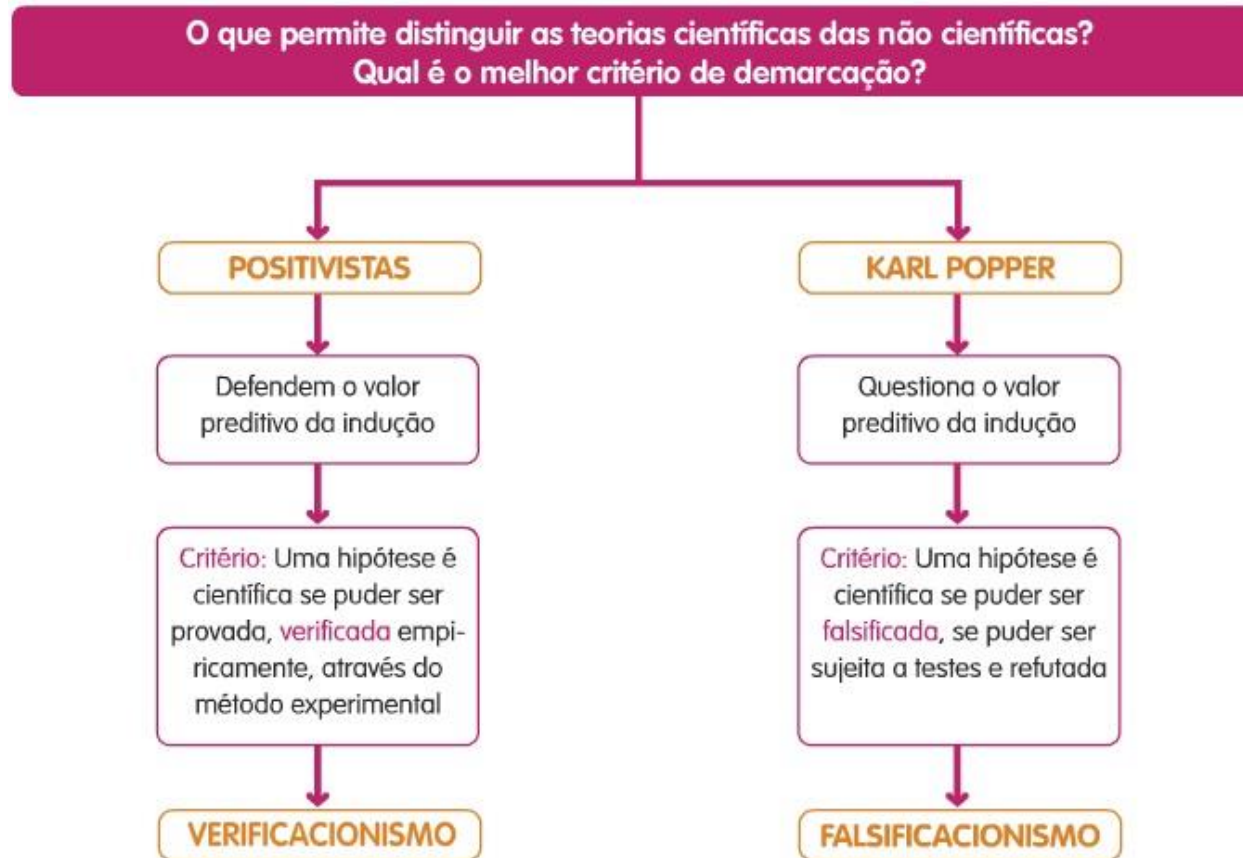 O que permite distinguir as teorias científicas das não científicas?
Qual é o melhor critério de demarcação?
POSITIVISTAS
Defendem o valor
preditivo da indução
Critério: Uma hipótese é
científica se puder ser
provada, verificada empi-
ricamente, através do
método experimental
VERIFICACIONISMO
KARL POPPER
Questiona o valor
preditivo da indução
Critério: Uma hipótese é
científica se puder ser
falsificada, se puder ser
sujeita a testes e refutada
FALSIFICACIONISMO